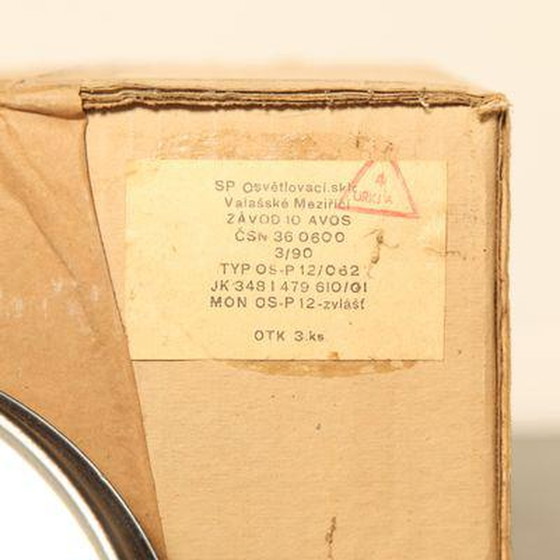 SP Osvětlovací.sklo
Valašské Meziříčí
ZÁVOD 10 AVOS
ČSN 36 0600
3/90
TYP OS-P 12/062
JK 348 1 479 610/01
MON OS-P 12-zvlášť
OTK 3.ks
4